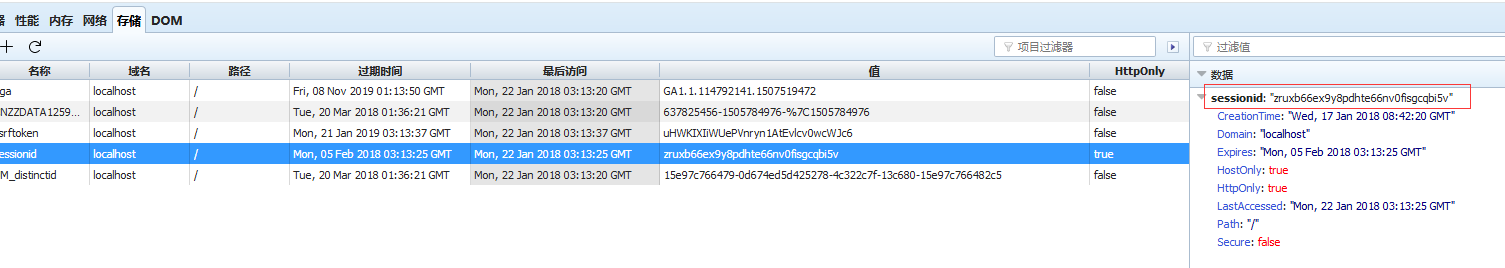 器 性能 内存 网络 存储 DOM
项目过滤器 过滤值
名称 域名 路径 过期时间 最后访问 值 HttpOnly
数据
ga localhost / Fri, 08 Nov 2019 01:13:50 GMT Mon, 22 Jan 2018 03:13:20 GMT GA1.1.114792141.1507519472 false
sessionid: "zruxb66ex9y8pdhte66nv0fisgcqbi5v"
NZZDATA1259... localhost / Tue, 20 Mar 2018 01:36:21 GMT Mon, 22 Jan 2018 03:13:20 GMT 637825456-1505784976-%7C1505784976 false
CreationTime: "Wed, 17 Jan 2018 08:42:20 GMT"
srftoken localhost / Mon, 21 Jan 2019 03:13:37 GMT Mon, 22 Jan 2018 03:13:37 GMT uHWKIXIiWUePVnryn1AtEvlcv0wcWJc6 false
Domain: "localhost"
essionid localhost / Mon, 05 Feb 2018 03:13:25 GMT Mon, 22 Jan 2018 03:13:25 GMT zruxb66ex9y8pdhte66nv0fisgcqbi5v true
Expires: "Mon, 05 Feb 2018 03:13:25 GMT"
HostOnly: true
M_distinctid localhost / Tue, 20 Mar 2018 01:36:21 GMT Mon, 22 Jan 2018 03:13:20 GMT 15e97c766479-0d674ed5d425278-4c322c7f-13c680-15e97c766482c5 false
HttpOnly: true
LastAccessed: "Mon, 22 Jan 2018 03:13:25 GMT"
Path: "/"
Secure: false